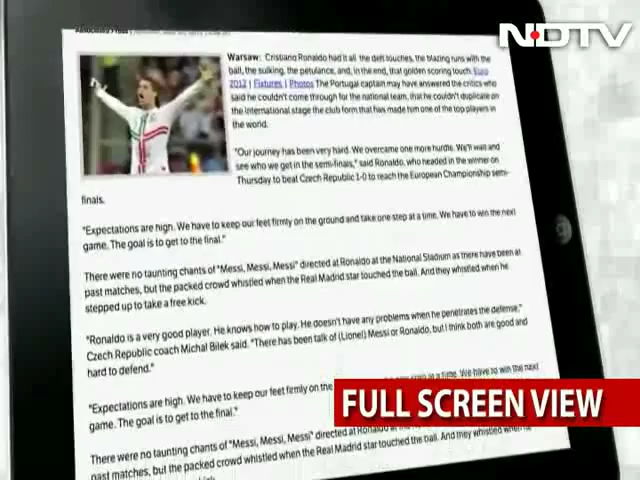 NDTV
Associated Press
Warsaw: Cristiano Ronaldo had it all: the deft touches, the blazing runs with the
ball, the sulking, the petulance, and, in the end, that golden scoring touch. Euro
2012 | Fixtures | Photos The Portugal captain may have answered the critics who
said he couldn't come through for the national team, that he couldn't duplicate on
the international stage the club form that has made him one of the top players in
the world.
"Our journey has been very hard. We overcame one more hurdle. We'll wait and
see who we get in the semi-finals," said Ronaldo, who headed in the winner on
Thursday to beat Czech Republic 1-0 to reach the European Championship semi-
finals.
"Expectations are high. We have to keep our feet firmly on the ground and take one step at a time. We have to win the next
game. The goal is to get to the final."
There were no taunting chants of "Messi, Messi, Messi" directed at Ronaldo at the National Stadium as there have been at
past matches, but the packed crowd whistled when the Real Madrid star touched the ball. And they whistled when he
stepped up to take a free kick.
"Ronaldo is a very good player. He knows how to play. He doesn't have any problems when he penetrates the defense,"
Czech Republic coach Michal Bilek said. "There has been talk of (Lionel) Messi or Ronaldo, but I think both are good and
hard to defend."
"Expectations are high. We have to keep our feet firmly on the step at a time. We have to win the next
game. The goal is to get to the final."
There were no taunting chants of "Messi, Messi, Messi" directed at Ronaldo at the
past matches, but the packed crowd whistled when the Real Madrid star touched the ball. And they whistled when he
FULL SCREEN VIEW